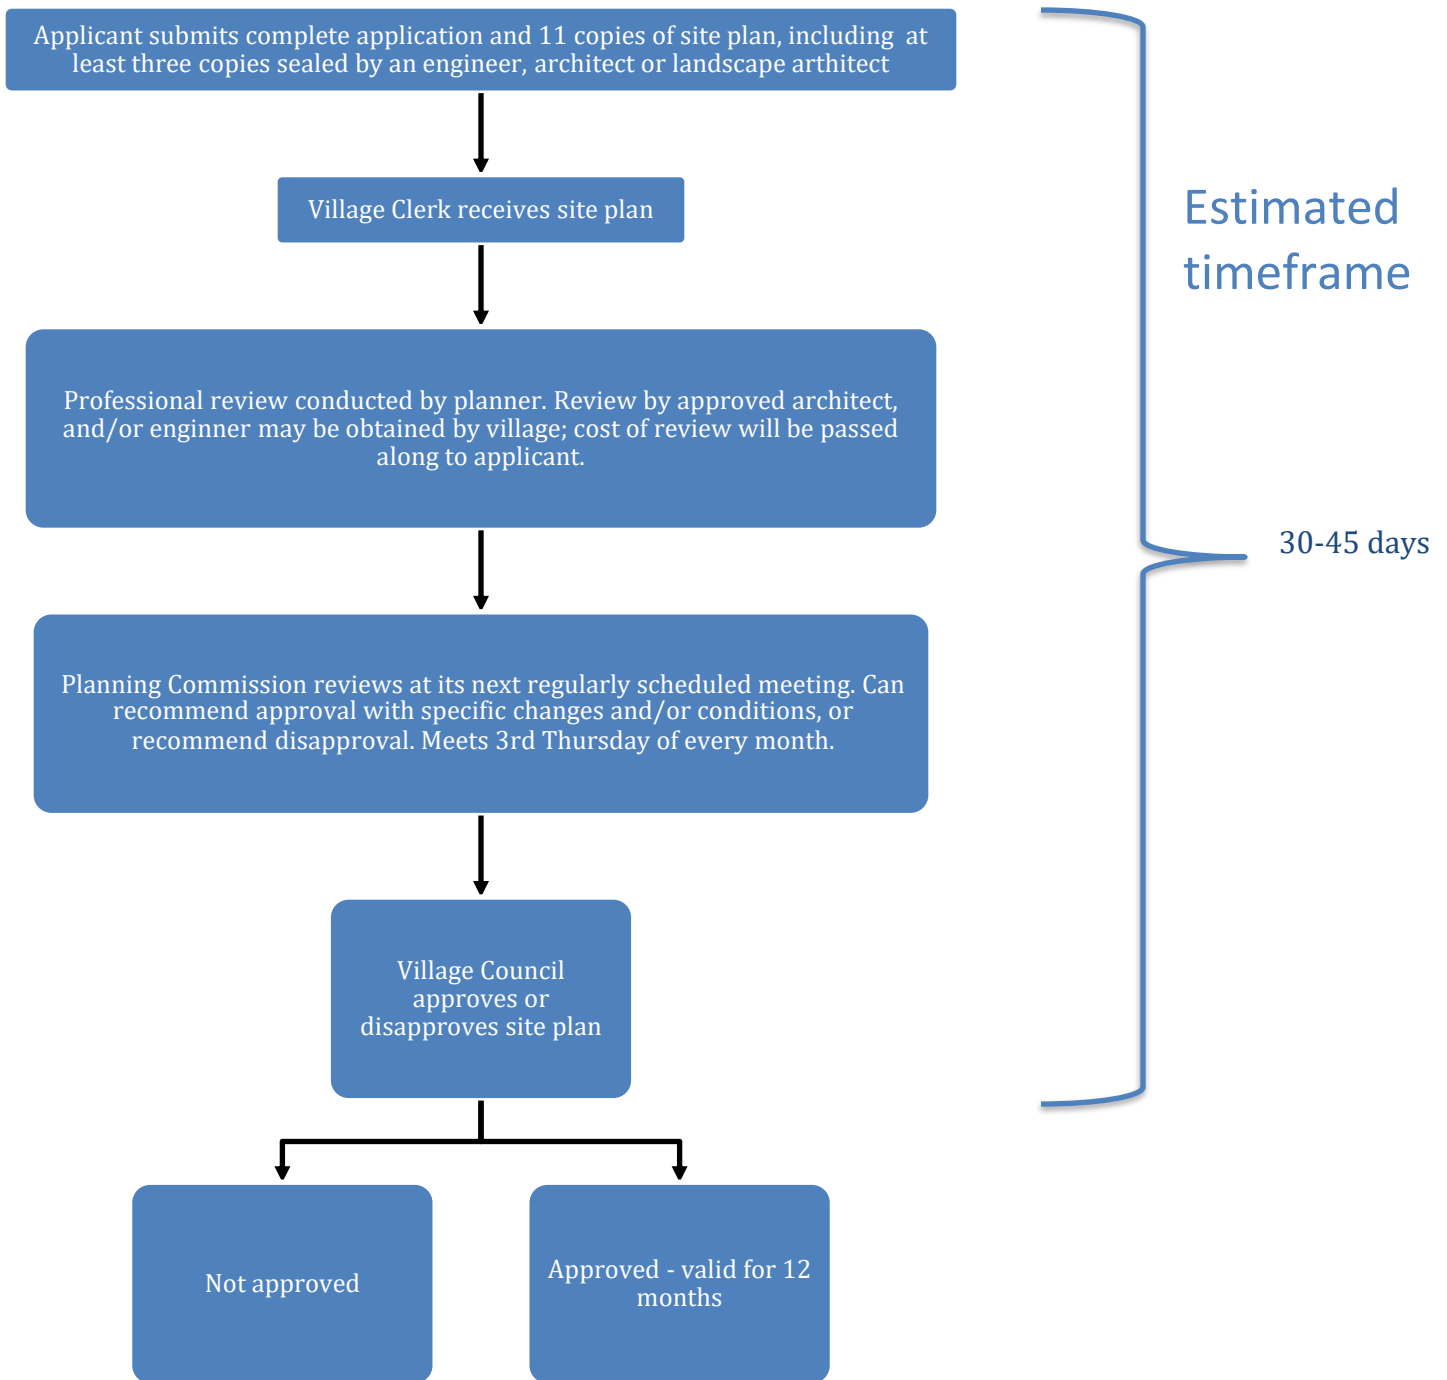 Applicant submits complete application and 11 copies of site plan, including  at
least three copies sealed by an engineer, architect or landscape arthitect
Village Clerk receives site plan
Estimated
timeframe
Professional review conducted by planner. Review by approved architect,
and/or enginner may be obtained by village; cost of review will be passed
along to applicant.
30-45 days
Planning Commission reviews at its next regularly scheduled meeting. Can
recommend approval with specific changes and/or conditions, or
recommend disapproval. Meets 3rd Thursday of every month.
Village Council
approves or
disapproves site plan
Not approved
Approved - valid for 12
months